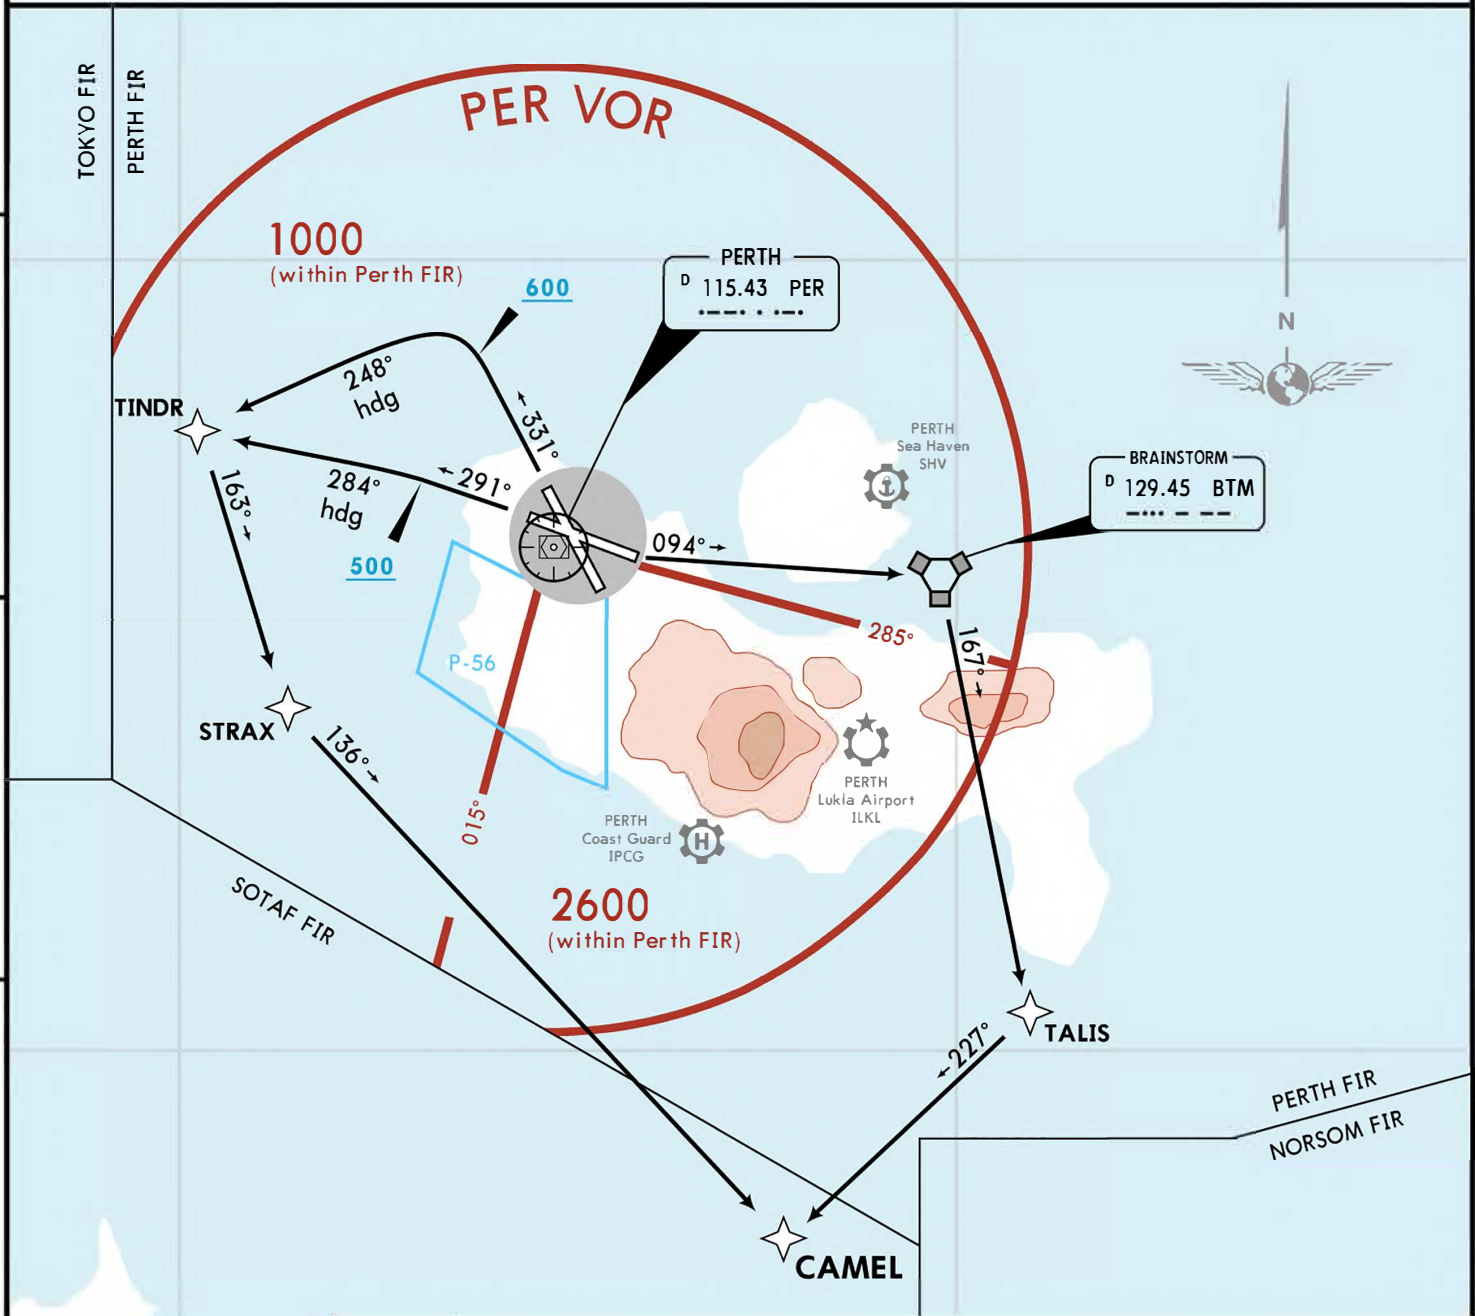 TOKYO FIR
PERTH FIR
PER VOR
1000
(within Perth FIR)
600
PERTH
D 115.43 PER
N
248°
hdg
TINDR
331°
291°
284°
hdg
500
163°
PERTH
Sea Haven
SHV
BRAINSTORM
D 129.45 BTM
094°
285°
167°
P-56
STRAX
136°
015°
PERTH
Lukla Airport
ILKL
PERTH
Coast Guard
IPCG
H
2600
(within Perth FIR)
SOTAF FIR
TALIS
227°
PERTH FIR
NORSOM FIR
CAMEL